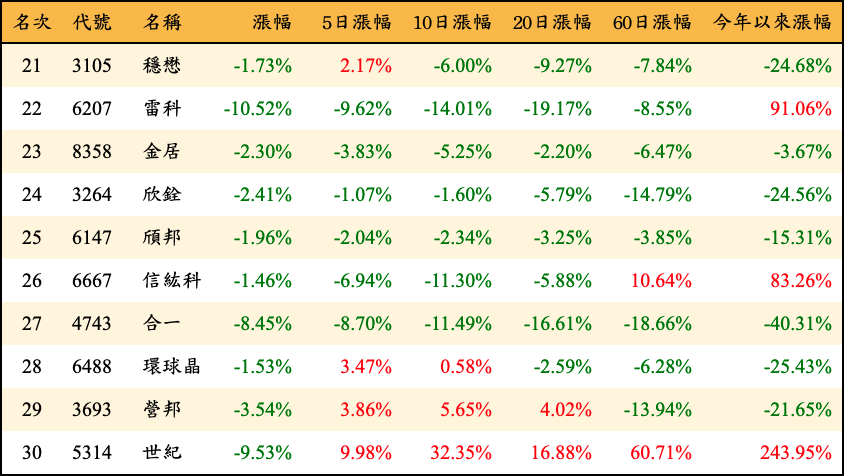 名次 代號 名稱 漲幅 5日漲幅 10日漲幅 20日漲幅 60日漲幅 今年以來漲幅
21 3105 穩懋 -1.73% 2.17% -6.00% -9.27% -7.84% -24.68%
22 6207 雷科 -10.52% -9.62% -14.01% -19.17% -8.55% 91.06%
23 8358 金居 -2.30% -3.83% -5.25% -2.20% -6.47% -3.67%
24 3264 欣銓 -2.41% -1.07% -1.60% -5.79% -14.79% -24.56%
25 6147 頎邦 -1.96% -2.04% -2.34% -3.25% -3.85% -15.31%
26 6667 信紘科 -1.46% -6.94% -11.30% -5.88% 10.64% 83.26%
27 4743 合一 -8.45% -8.70% -11.49% -16.61% -18.66% -40.31%
28 6488 環球晶 -1.53% 3.47% 0.58% -2.59% -6.28% -25.43%
29 3693 營邦 -3.54% 3.86% 5.65% 4.02% -13.94% -21.65%
30 5314 世紀 -9.53% 9.98% 32.35% 16.88% 60.71% 243.95%